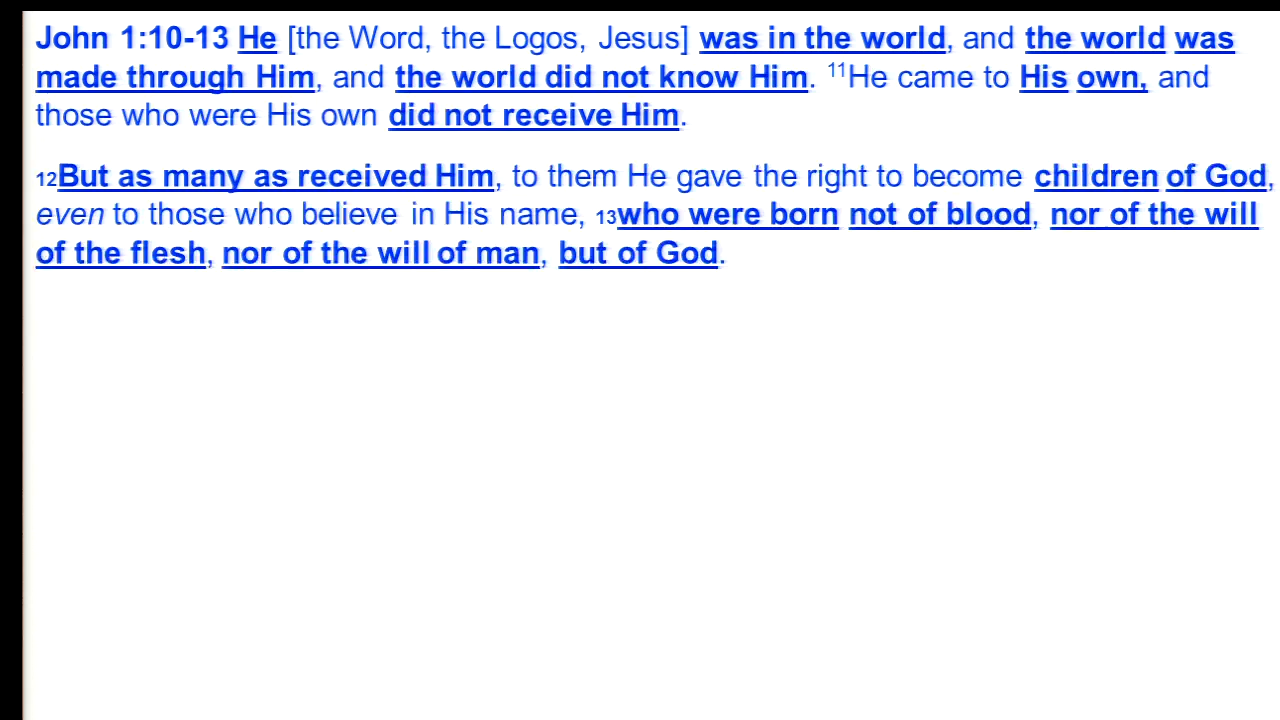 John 1:10-13 He [the Word, the Logos, Jesus] was in the world, and the world was
made through Him, and the world did not know Him. 11He came to His own, and
those who were His own did not receive Him.
12But as many as received Him, to them He gave the right to become children of God,
even to those who believe in His name, 13who were born not of blood, nor of the will
of the flesh, nor of the will of man, but of God.